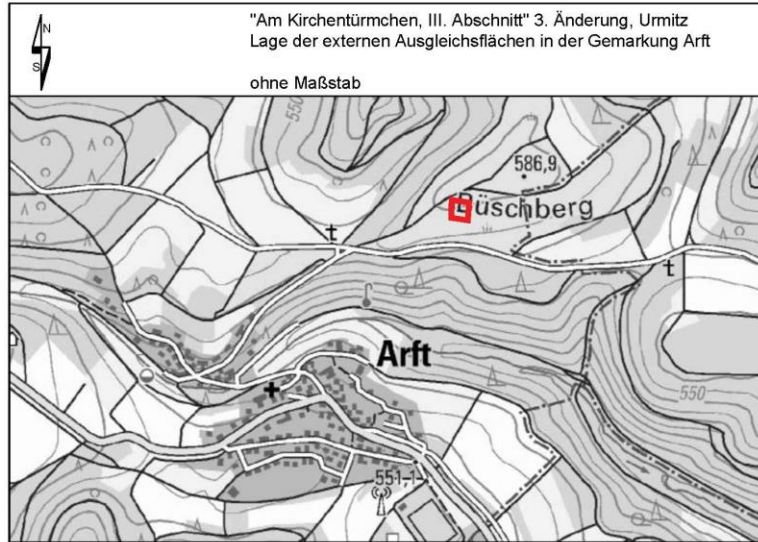 N
S
"Am Kirchentürmchen, III. Abschnitt" 3. Änderung, Urmitz
Lage der externen Ausgleichsflächen in der Gemarkung Arft
ohne Maßstab
550
586,9
Büschberg
Arft
550
551,1